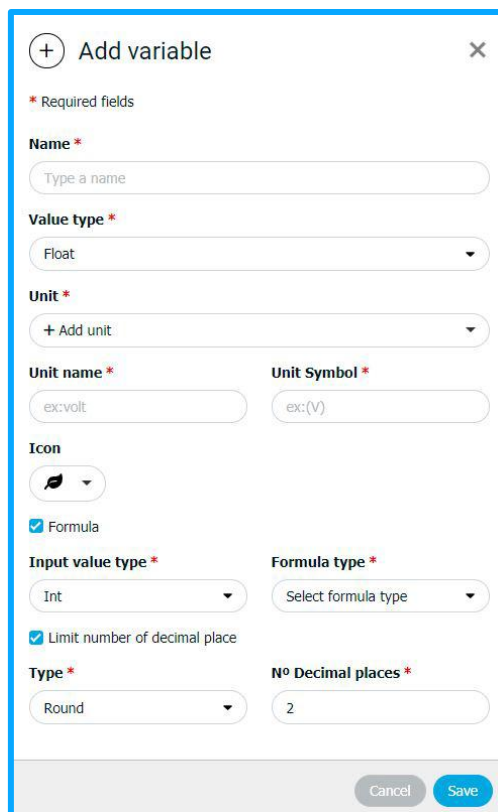 + Add variable ×
* Required fields
Name *
Type a name
Value type *
Float
Unit *
+ Add unit
Unit name * Unit Symbol *
ex:volt ex:(V)
Icon
Formula
Input value type * Formula type *
Int Select formula type
Limit number of decimal place
Type * Nº Decimal places *
Round 2
Cancel Save